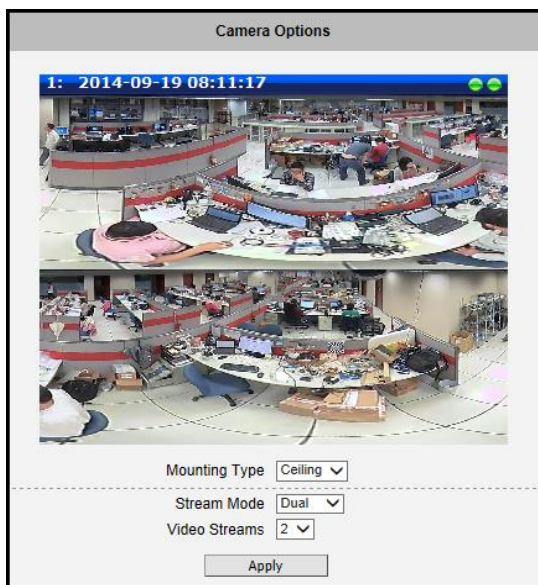 Camera Options
1: 2014-09-19 08:11:17
Mounting Type Ceiling
Stream Mode Dual
Video Streams 2
Apply